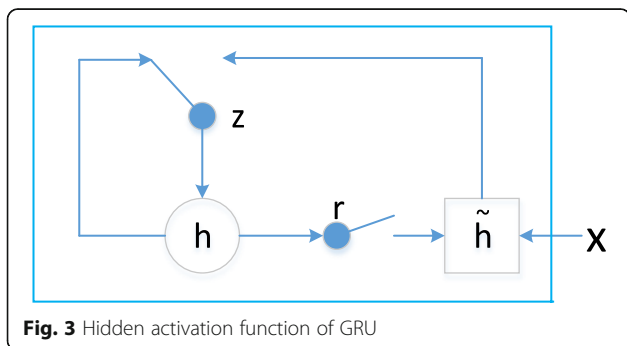 z
r
h
h̃
x
Fig. 3 Hidden activation function of GRU